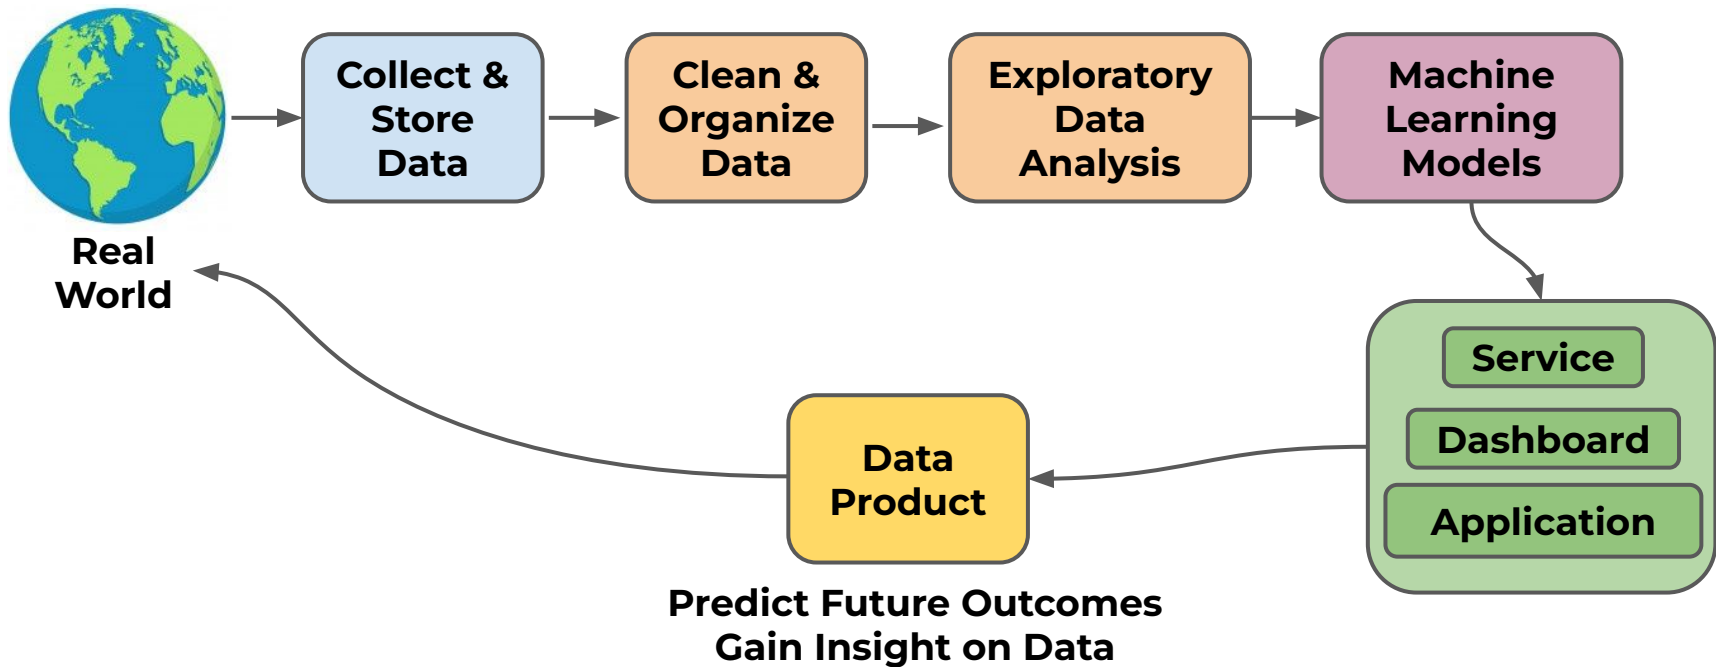 Collect &
Store
Data
Clean &
Organize
Data
Exploratory
Data
Analysis
Machine
Learning
Models
Real
World
Service
Dashboard
Application
Data
Product
Predict Future Outcomes
Gain Insight on Data